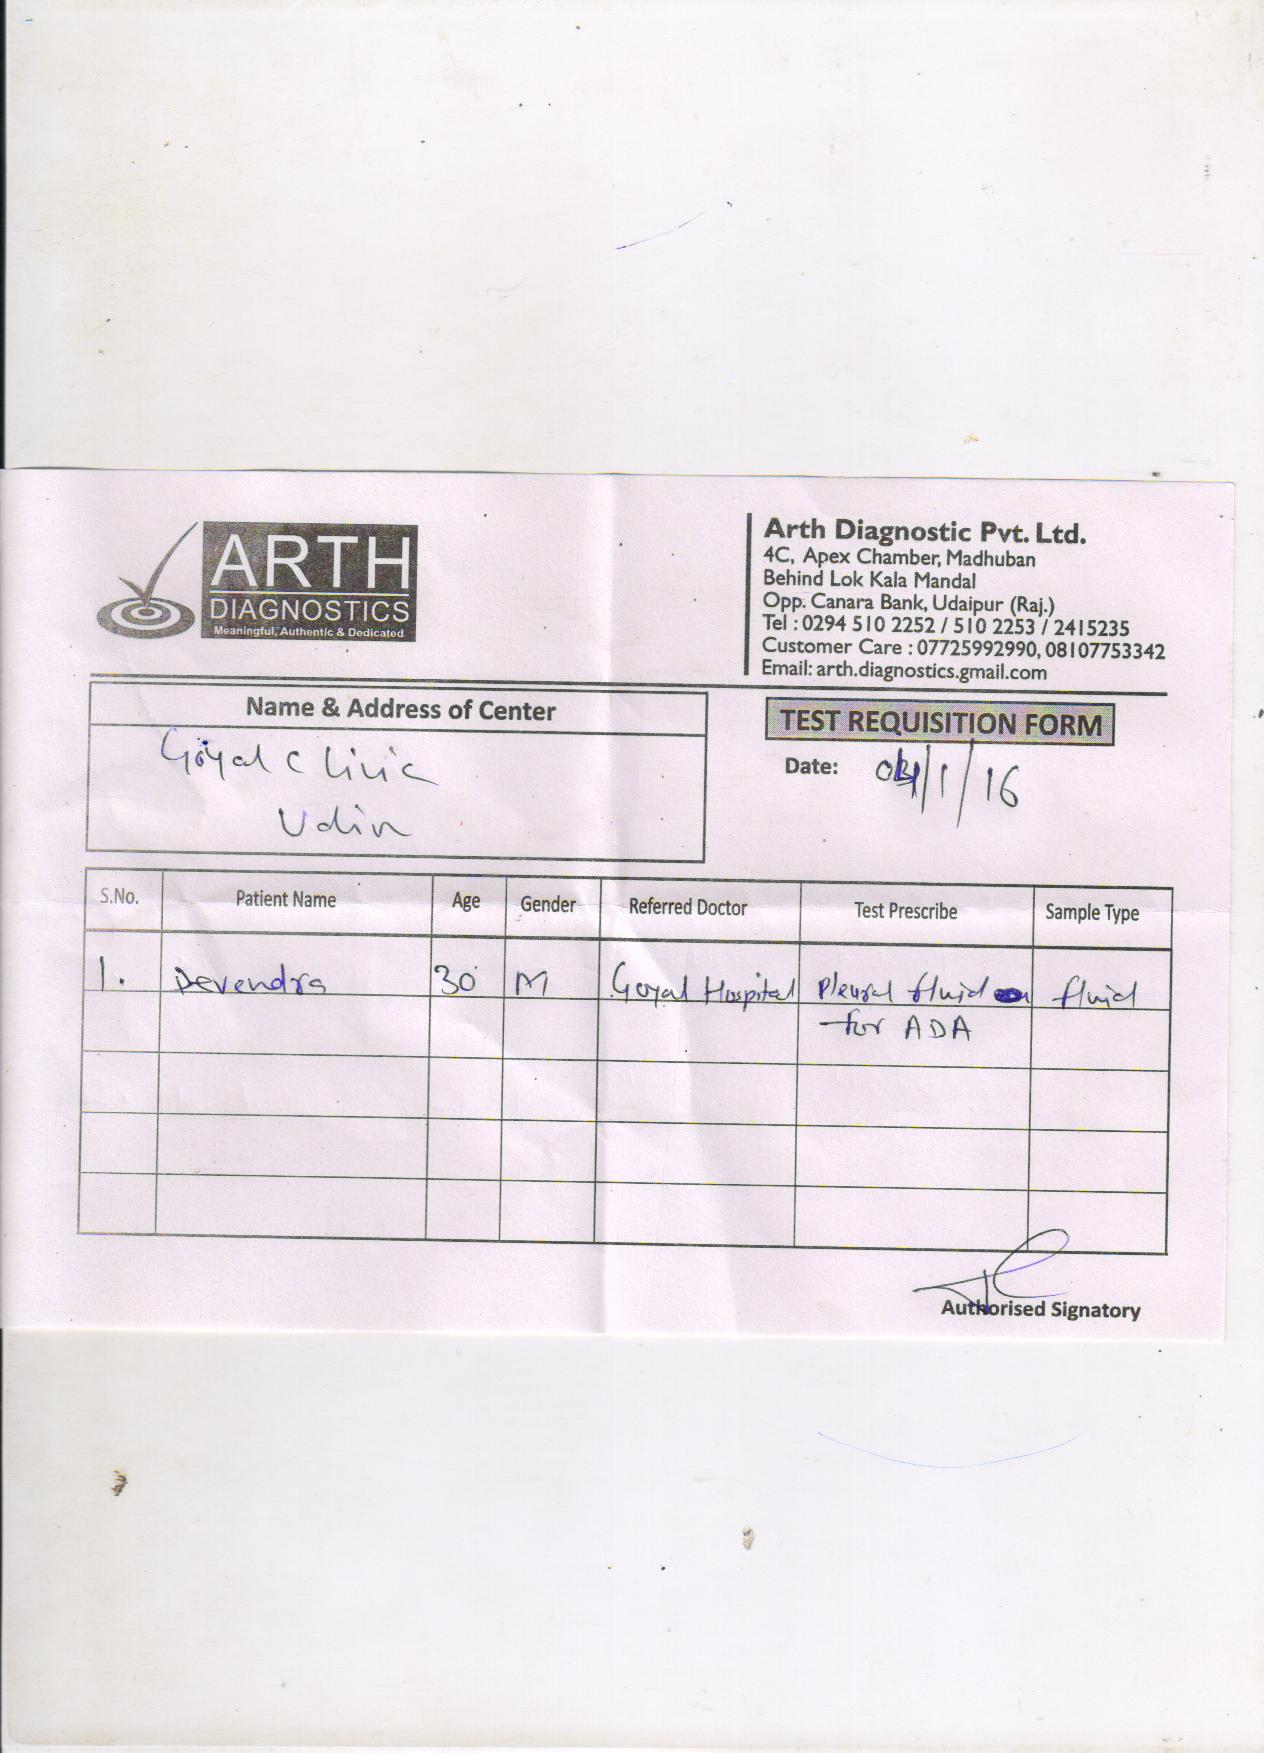 ARTH
DIAGNOSTICS
Meaningful, Authentic & Dedicated
Arth Diagnostic Pvt. Ltd.
4C, Apex Chamber, Madhuban
Behind Lok Kala Mandal
Opp. Canara Bank, Udaipur (Raj.)
Tel : 0294 510 2252 / 510 2253 / 2415235
Customer Care : 07725992990, 08107753342
Email: arth.diagnostics.gmail.com
Name & Address of Center
Goyal Clinic
TEST REQUISITION FORM
Date: /1/16
S.No. Patient Name Age Gender Referred Doctor Test Prescribe Sample Type
1. Devendra 30 M Goyal Hospital Pleural fluid fluid
for ADA
Authorised Signatory